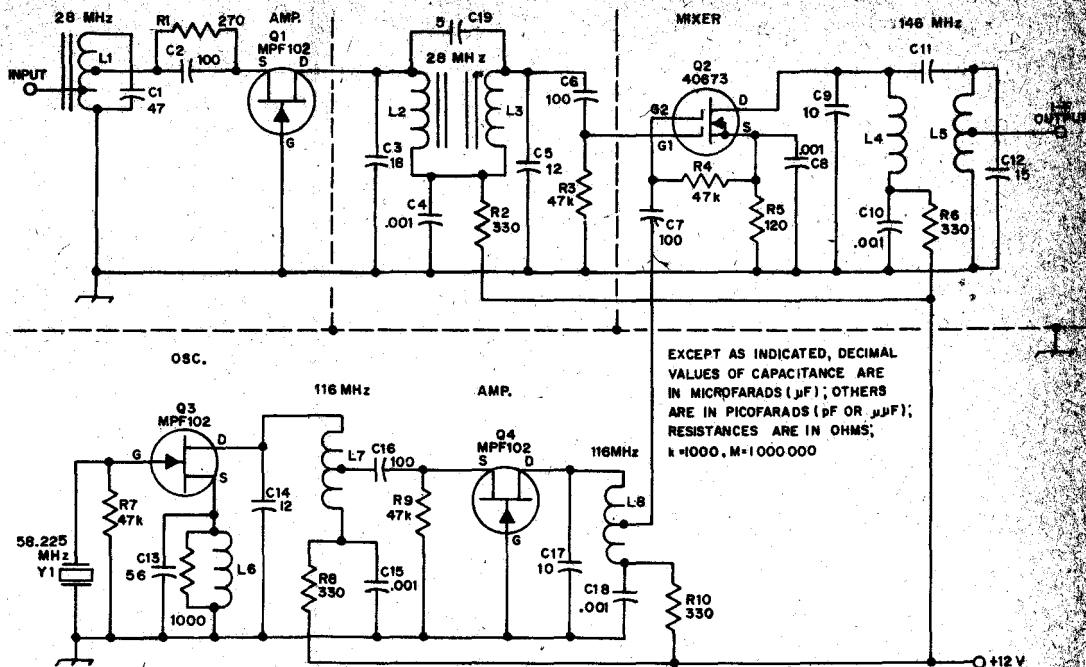 28 MHz
L1
INPUT
C1
47
R1
270
C2
100
AMP.
Q1
MPF102
S
D
G
C3
18
5
C19
28 MHz
L2
L3
C4
.001
R2
330
C5
12
C6
100
R3
47k
MIXER
Q2
40673
G2
G1
D
S
R4
47k
C7
100
R5
120
.001
C8
C9
10
146 MHz
C11
L4
L5
C10
.001
R6
330
OUTPUT
C12
15
OSC.
Q3
MPF102
G
D
S
R7
47k
58.225
MHz
Y1
C13
56
L6
1000
C14
12
116 MHz
L7
C16
100
R8
330
C15
.001
R9
47k
AMP.
Q4
MPF102
S
D
G
C17
10
116MHz
L8
C18
.001
R10
330
+12 V
EXCEPT AS INDICATED, DECIMAL
VALUES OF CAPACITANCE ARE
IN MICROFARADS (µF); OTHERS
ARE IN PICOFARADS (pF OR µµF);
RESISTANCES ARE IN OHMS;
k=1000, M=1000000